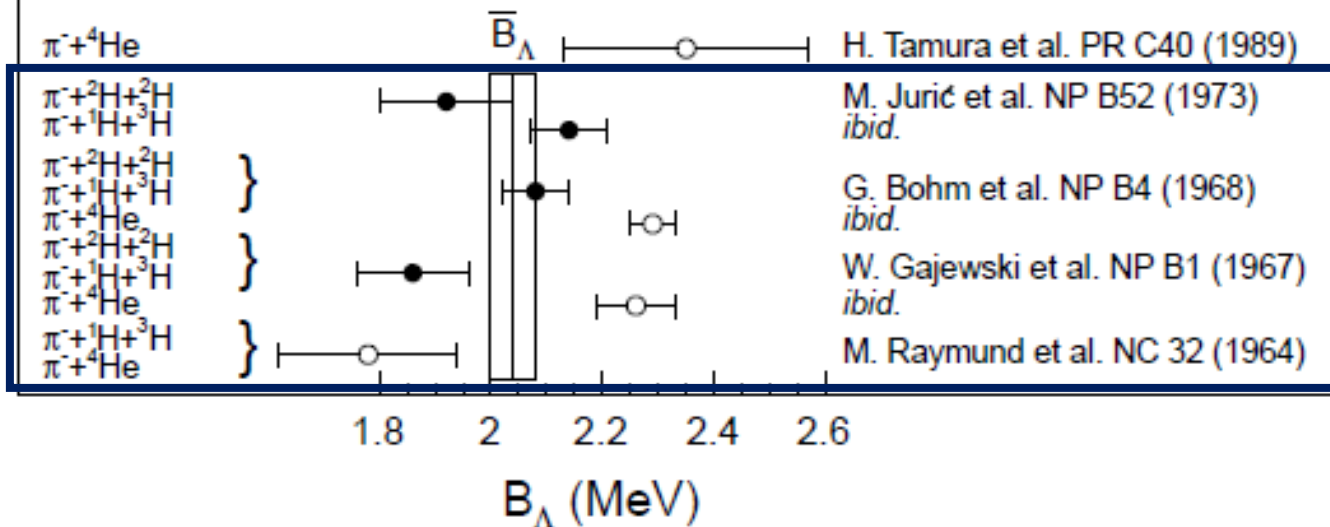 π⁻+⁴He B̅_Λ H. Tamura et al. PR C40 (1989)
π⁻+²H+²H M. Jurić et al. NP B52 (1973)
π⁻+¹H+³H ibid.
π⁻+²H+²H
π⁻+¹H+³H } G. Bohm et al. NP B4 (1968)
π⁻+⁴He ibid.
π⁻+²H+²H
π⁻+¹H+³H } W. Gajewski et al. NP B1 (1967)
π⁻+⁴He ibid.
π⁻+¹H+³H
π⁻+⁴He } M. Raymund et al. NC 32 (1964)
1.8 2 2.2 2.4 2.6
B_Λ (MeV)